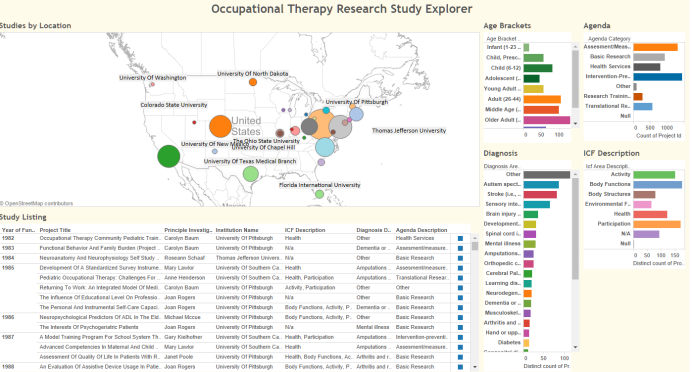 Occupational Therapy Research Study Explorer
Studies by Location
University Of North Dakota
University Of Washington
Colorado State University
University Of Pittsburgh
United
States
Thomas Jefferson University
The Ohio State University
University Of New Mexico
University Of Chapel Hill
University Of Texas Medical Branch
Florida International University
© OpenStreetMap contributors
Age Brackets
Age Bracket ..
Infant (1-23 ...
Child, Presc...
Child (6-12)
Adolescent (...
Young Adult ...
Adult (26-44)
Middle Age (...
Older Adult (...
0 50 100
Agenda
Agenda Category
Assessment/Meas...
Basic Research
Health Services
Intervention-Pre...
Other
Research Trainin...
Translational Re...
Null
0 500 1000
Count of Project Id
Diagnosis
Diagnosis Are...
Other
Autism spect...
Stroke (i.e., ...
Sensory inte...
Brain injury ...
Development...
Spinal cord i...
Mental illness
Amputations...
Orthopedic c...
Cerebral Pal...
Learning de...
Neurodegen...
Dementia or ...
Musculoskel...
Arthritis and ...
Hand or upp...
Diabetes
0 50 100
Distinct count of Pr...
ICF Description
Icf Area Descripti...
Activity
Body Functions
Body Structures
Environmental F...
Health
Participation
N/A
Null
0 50 100 150
Distinct count of Pro...
Study Listing
Year of Fun.. Project Title Principle Investig.. Institution Name ICF Description Diagnosis D.. Agenda Description
1982 Occupational Therapy Community Pediatric Train.. Carolyn Baum University Of Pittsburgh Health Other Health Services
1983 Functional Behavior And Family Burden (Project .. Carolyn Baum University Of Pittsburgh N/a Dementia or .. Assessment/measure..
1984 Neuroanatomy And Neurophysiology Self Study .. Roseann Schaaf Thomas Jefferson Univers.. N/a Other Basic Research
1985 Development Of A Standardized Survey Instrume.. Mary Lawlor University Of Southern Ca.. Health Amputations .. Assessment/measure..
Pediatric Occupational Therapy: Challenges For .. Anne Henderson University Of Southern Ca.. Health, Participation Amputations .. Translational Resear..
Returning To Work: An Integrated Model Of Medi.. Carolyn Baum University Of Pittsburgh Activity, Participation Other Other
The Influence Of Educational Level On Professio.. Joan Rogers University Of Pittsburgh N/a Other Basic Research
The Personal And Instrumental Self Care Capaci.. Joan Rogers University Of Pittsburgh Body Functions, Activity, P.. Dementia or .. Basic Research
1986 Neuropsychological Predictors Of ADL In The Eld.. Michael Mccue University Of Pittsburgh Body Functions, Activity, P.. Other Basic Research
The Interests Of Psychogeriatric Patients Joan Rogers University Of Pittsburgh N/a Mental illness Basic Research
1987 A Model Training Program For School System Th.. Gary Kielhofner University Of Southern Ca.. Health, Participation Amputations .. Intervention-preventi..
Advanced Competencies In Maternal And Child .. Mary Lawlor University Of Southern Ca.. Health Amputations .. Basic Research
Assessment Of Quality Of Life In Patients With R.. Janet Poole University Of Pittsburgh Health, Body Functions, Ac.. Arthritis and r.. Basic Research
1988 An Evaluation Of Assistive Device Usage In Patie.. Joan Rogers University Of Pittsburgh Body Functions, Activity, P.. Arthritis and r.. Basic Research